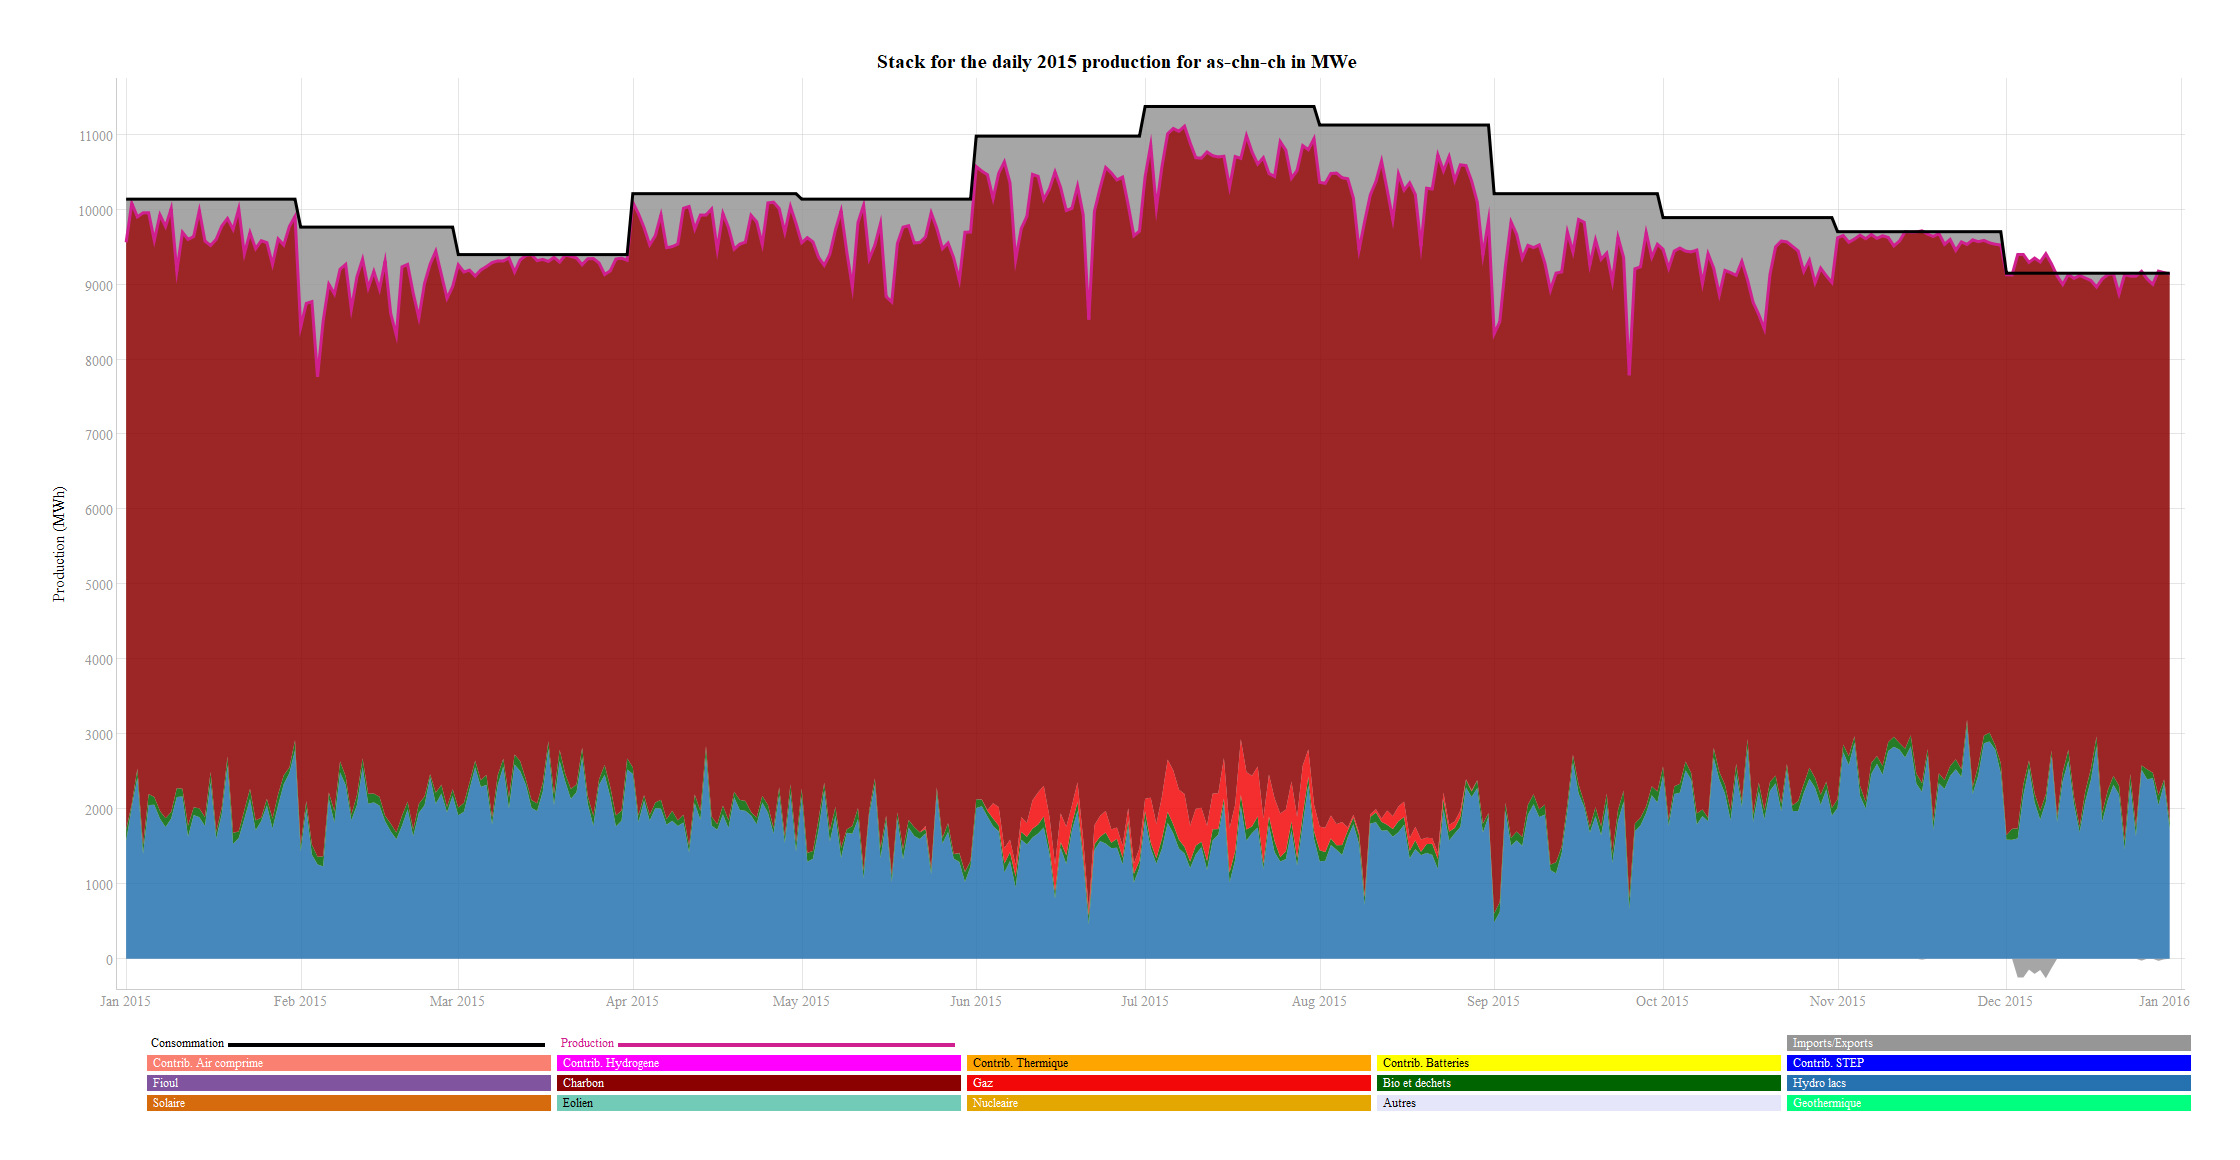 Stack for the daily 2015 production for as-chn-ch in MWe
Production (MWh)
11000
10000
9000
8000
7000
6000
5000
4000
3000
2000
1000
0
Jan 2015 Feb 2015 Mar 2015 Apr 2015 May 2015 Jun 2015 Jul 2015 Aug 2015 Sep 2015 Oct 2015 Nov 2015 Dec 2015 Jan 2016
Consommation Production Imports/Exports
Contrib. Air comprime Contrib. Hydrogene Contrib. Thermique Contrib. Batteries Contrib. STEP
Fioul Charbon Gaz Bio et dechets Hydro lacs
Solaire Eolien Nucleaire Autres Geothermique